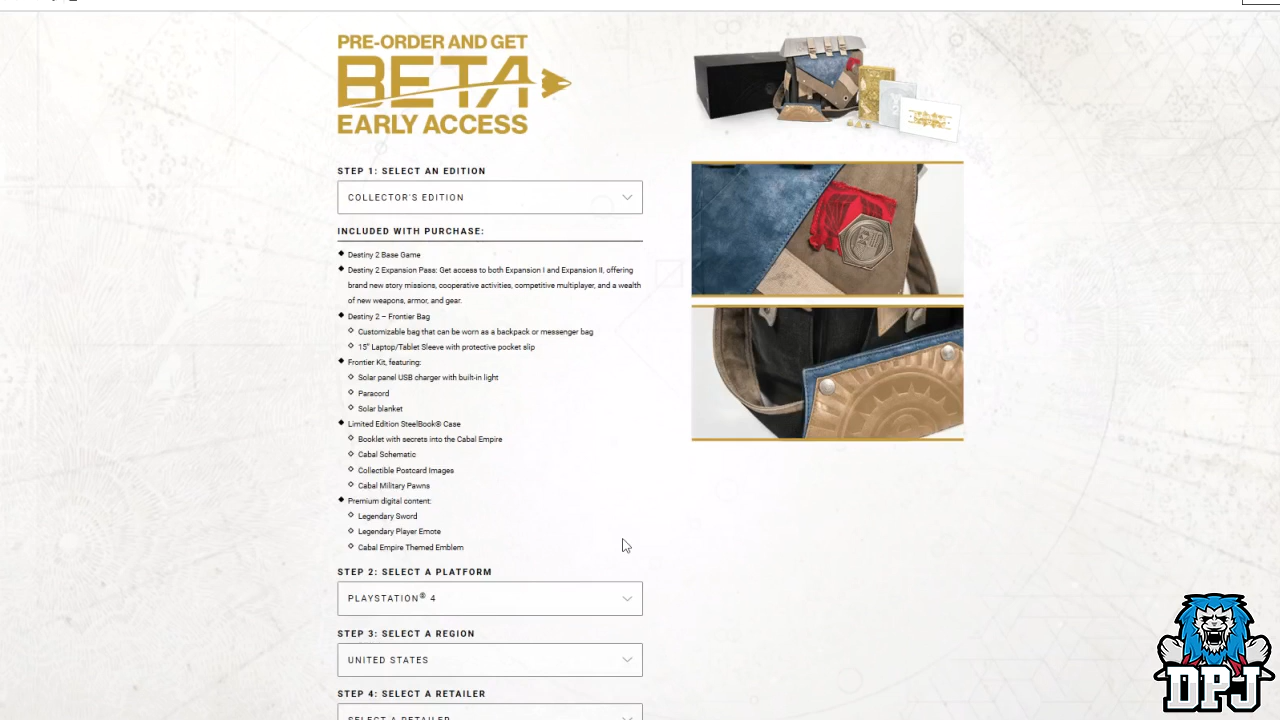 PRE-ORDER AND GET
BETA
EARLY ACCESS
STEP 1: SELECT AN EDITION
COLLECTOR'S EDITION
INCLUDED WITH PURCHASE:
Destiny 2 Base Game
Destiny 2 Expansion Pass: Get access to both Expansion I and Expansion II, offering
brand new story missions, cooperative activities, competitive multiplayer, and a wealth
of new weapons, armor, and gear.
Destiny 2 – Frontier Bag
Customizable bag that can be worn as a backpack or messenger bag
15" Laptop/Tablet Sleeve with protective pocket slip
Frontier Kit, featuring:
Solar panel USB charger with built-in light
Paracord
Solar blanket
Limited Edition SteelBook® Case
Booklet with secrets into the Cabal Empire
Cabal Schematic
Collectible Postcard Images
Cabal Military Pawns
Premium digital content:
Legendary Sword
Legendary Player Emote
Cabal Empire Themed Emblem
STEP 2: SELECT A PLATFORM
PLAYSTATION® 4
STEP 3: SELECT A REGION
UNITED STATES
STEP 4: SELECT A RETAILER
SELECT A RETAILER
DPJ